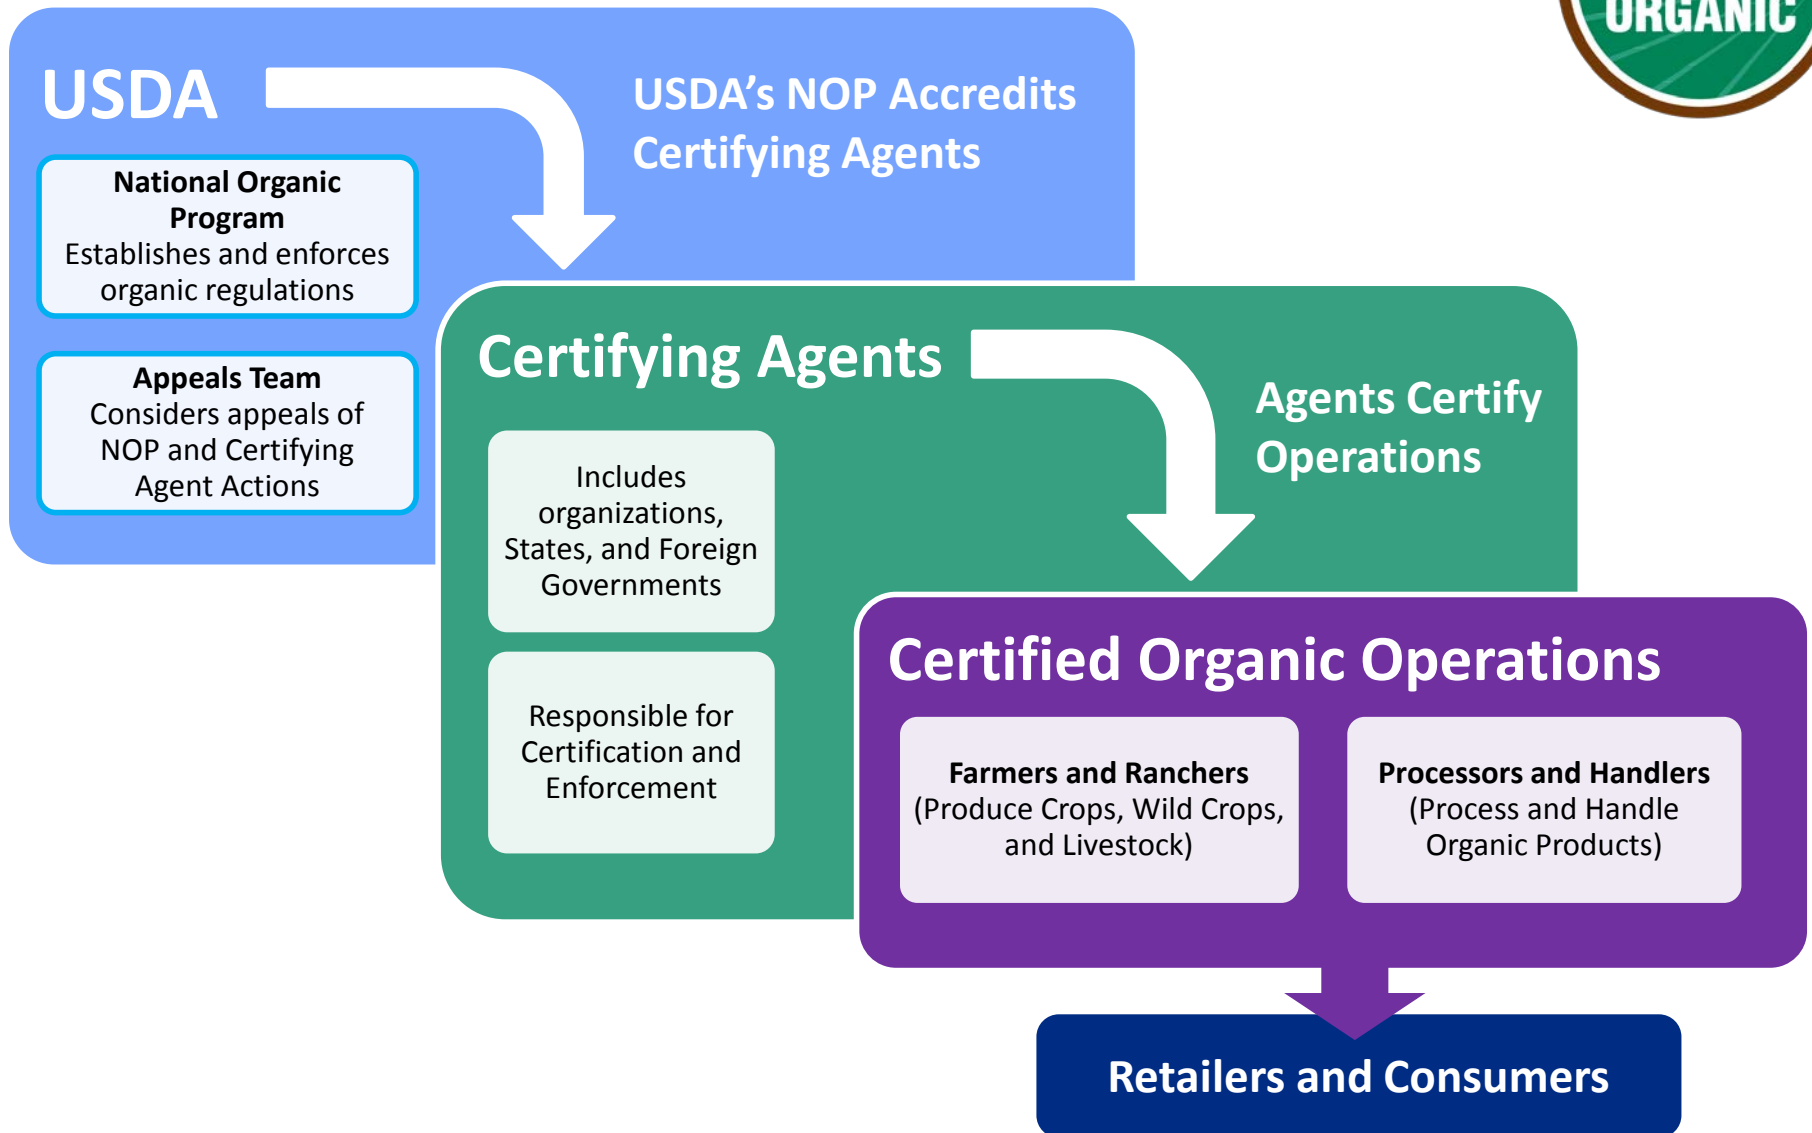 ORGANIC
USDA
USDA’s NOP Accredits
Certifying Agents
National Organic
Program
Establishes and enforces
organic regulations
Appeals Team
Considers appeals of
NOP and Certifying
Agent Actions
Certifying Agents
Agents Certify
Operations
Includes
organizations,
States, and Foreign
Governments
Responsible for
Certification and
Enforcement
Certified Organic Operations
Farmers and Ranchers
(Produce Crops, Wild Crops,
and Livestock)
Processors and Handlers
(Process and Handle
Organic Products)
Retailers and Consumers